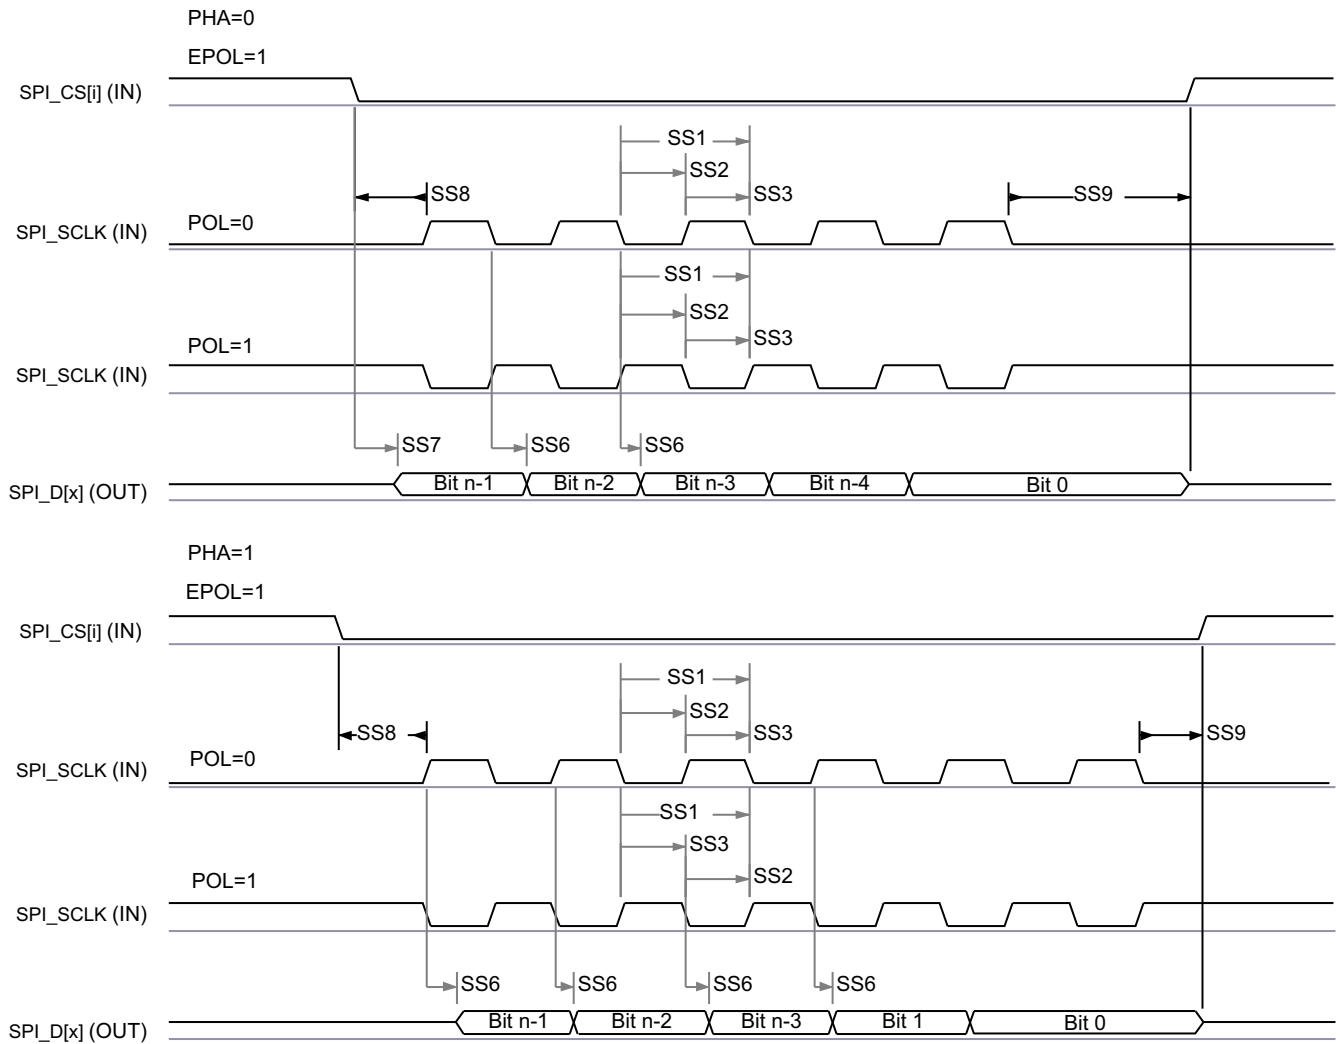 PHA=0
EPOL=1
SPI_CS[i] (IN)
SS1
SS2
SS8
SS3
SS9
POL=0
SPI_SCLK (IN)
SS1
SS2
SS3
POL=1
SPI_SCLK (IN)
SS7
SS6
SS6
SPI_D[x] (OUT)
Bit n-1
Bit n-2
Bit n-3
Bit n-4
Bit 0
PHA=1
EPOL=1
SPI_CS[i] (IN)
SS1
SS2
SS8
SS3
SS9
POL=0
SPI_SCLK (IN)
SS1
SS3
SS2
POL=1
SPI_SCLK (IN)
SS6
SS6
SS6
SS6
SPI_D[x] (OUT)
Bit n-1
Bit n-2
Bit n-3
Bit 1
Bit 0